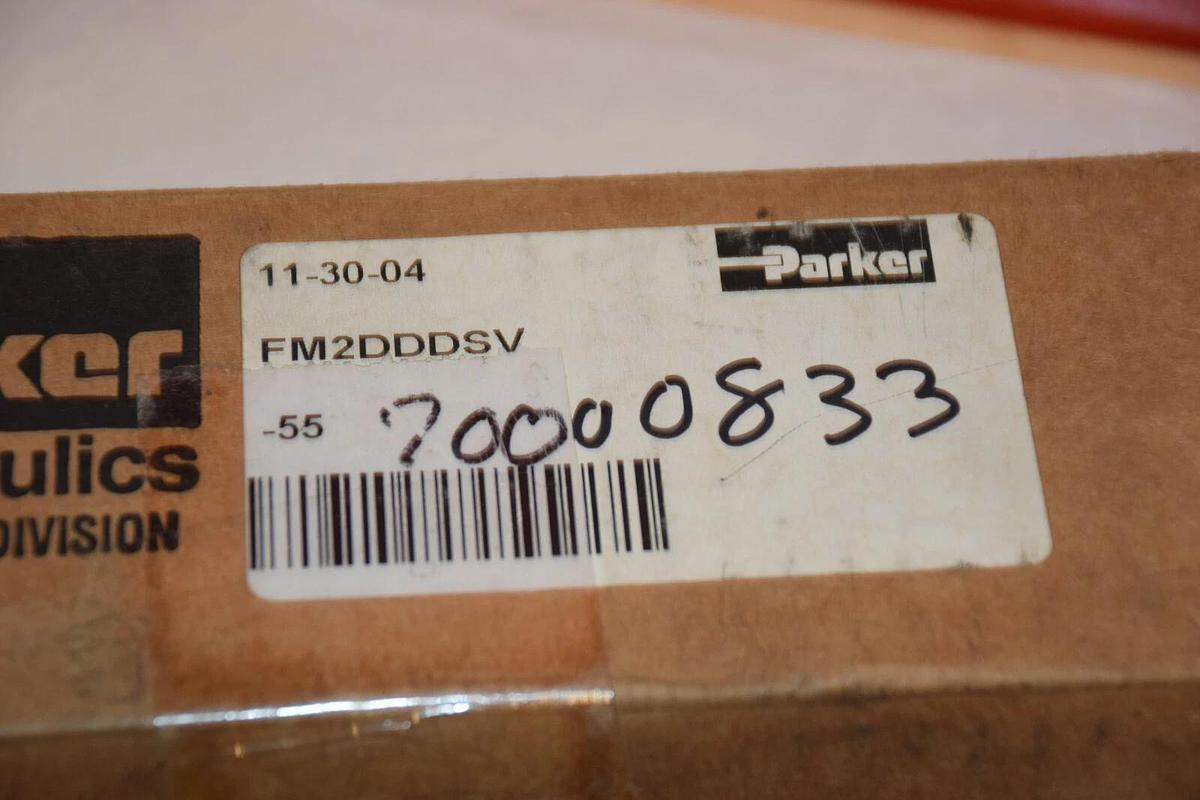 11-30-04
Parker
FM2DDDSV
-55
70000833
ker
ulics
DIVISION